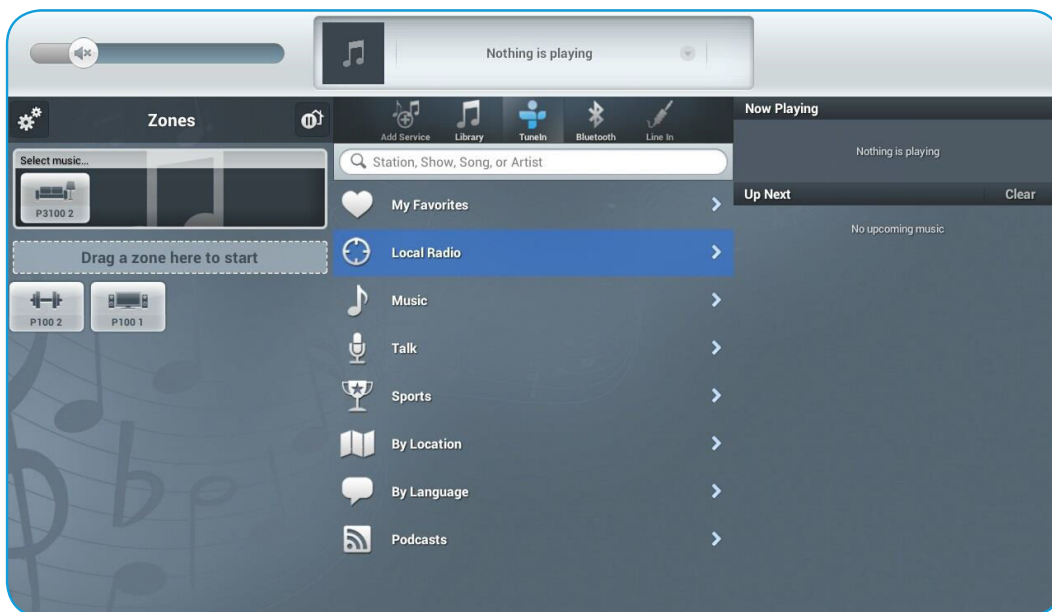 Nothing is playing
Zones
Select music...
P3100 2
Drag a zone here to start
P100 2
P100 1
Add Service
Library
TuneIn
Bluetooth
Line In
Station, Show, Song, or Artist
My Favorites
Local Radio
Music
Talk
Sports
By Location
By Language
Podcasts
Now Playing
Nothing is playing
Up Next
Clear
No upcoming music